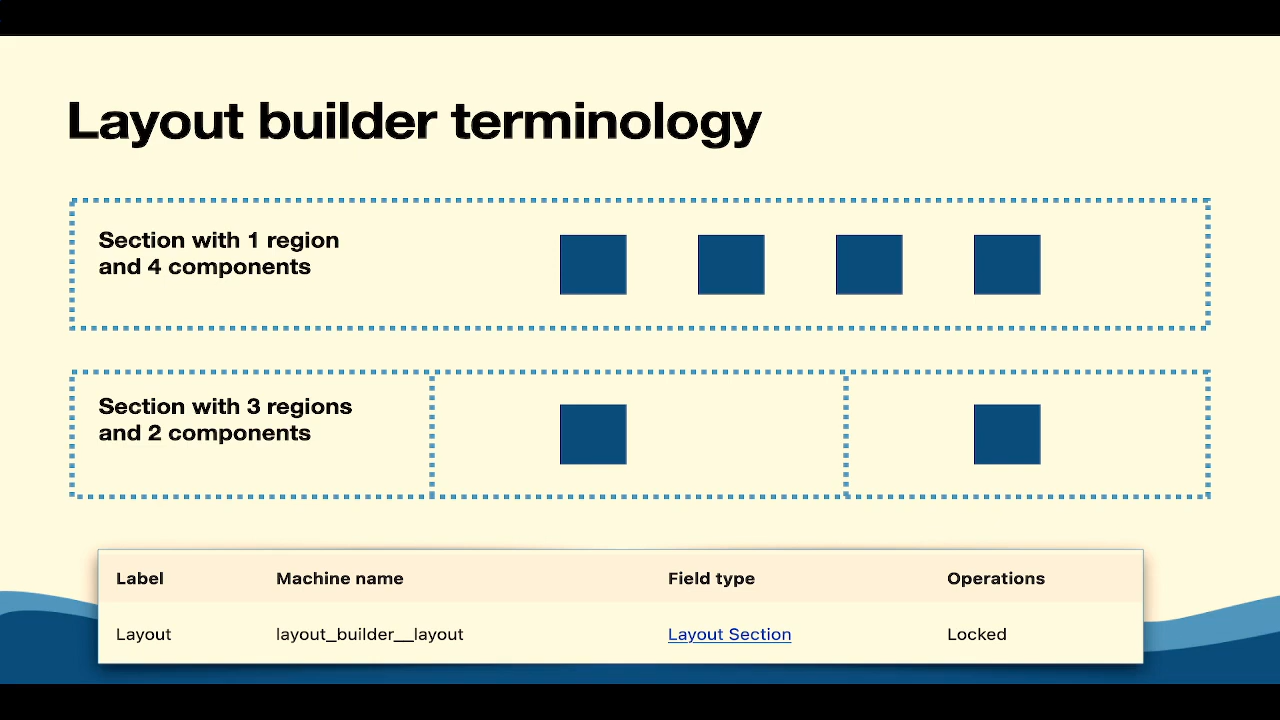 Layout builder terminology
Section with 1 region
and 4 components
Section with 3 regions
and 2 components
Label Machine name Field type Operations
Layout layout_builder__layout Layout Section Locked